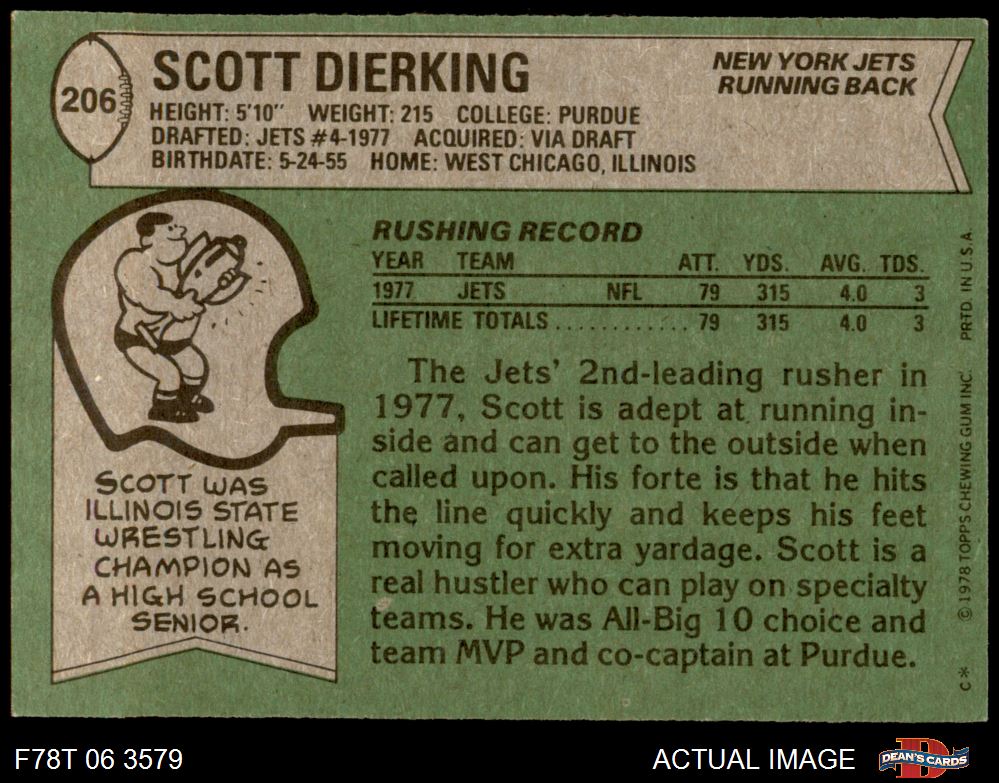 206
SCOTT DIERKING
NEW YORK JETS
RUNNING BACK
HEIGHT: 5'10" WEIGHT: 215 COLLEGE: PURDUE
DRAFTED: JETS #4-1977 ACQUIRED: VIA DRAFT
BIRTHDATE: 5-24-55 HOME: WEST CHICAGO, ILLINOIS
RUSHING RECORD
YEAR TEAM ATT. YDS. AVG. TDS.
1977 JETS NFL 79 315 4.0 3
LIFETIME TOTALS............ 79 315 4.0 3
The Jets' 2nd-leading rusher in
1977, Scott is adept at running in-
side and can get to the outside when
called upon. His forte is that he hits
the line quickly and keeps his feet
moving for extra yardage. Scott is a
real hustler who can play on specialty
teams. He was All-Big 10 choice and
team MVP and co-captain at Purdue.
SCOTT WAS
ILLINOIS STATE
WRESTLING
CHAMPION AS
A HIGH SCHOOL
SENIOR.
C* © 1978 TOPPS CHEWING GUM INC. PRTD. IN U.S.A.
F78T 06 3579
ACTUAL IMAGE
DEAN'S CARDS